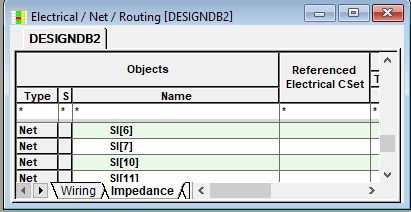 Electrical / Net / Routing [DESIGNDB2]
DESIGNDB2
Objects
Referenced Electrical CSet
Type S Name
T
* * * * *
Net SI[6]
Net SI[7]
Net SI[10]
Net SI[11]
Wiring Impedance